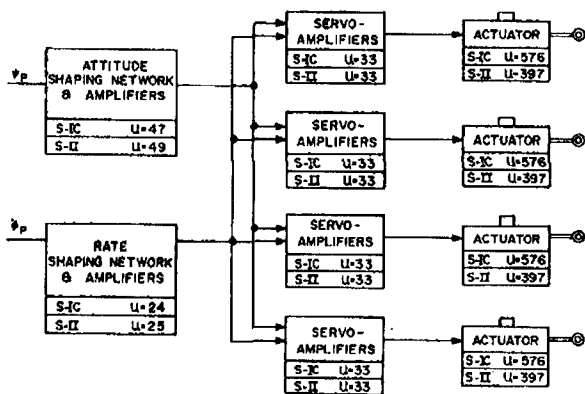 ΨP
ATTITUDE
SHAPING NETWORK
& AMPLIFIERS
S-IC U=47
S-II U=49
φP
RATE
SHAPING NETWORK
& AMPLIFIERS
S-IC U=24
S-II U=25
SERVO-
AMPLIFIERS
S-IC U=33
S-II U=33
ACTUATOR
S-IC U=576
S-II U=397
SERVO-
AMPLIFIERS
S-IC U=33
S-II U=33
ACTUATOR
S-IC U=576
S-II U=397
SERVO-
AMPLIFIERS
S-IC U=33
S-II U=33
ACTUATOR
S-IC U=576
S-II U=397
SERVO-
AMPLIFIERS
S-IC U=33
S-II U=33
ACTUATOR
S-IC U=576
S-II U=397